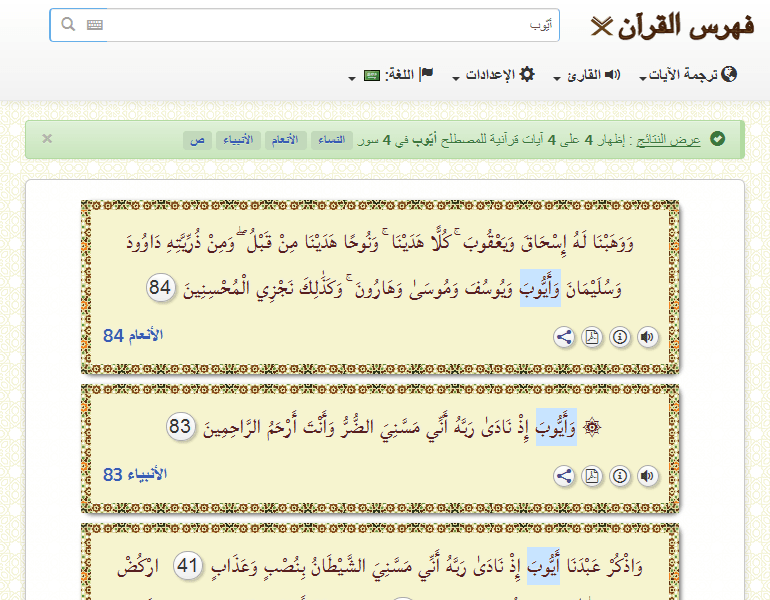 فهرس القرآن
أيّوب
ترجمة الآيات القارئ الإعدادات اللغة:
عرض النتائج : إظهار 4 على 4 آيات قرآنية للمصطلح أيّوب في 4 سور النساء الأنعام الأنبياء ص ×
وَوَهَبْنَا لَهُ إِسْحَاقَ وَيَعْقُوبَ ۚ كُلًّا هَدَيْنَا ۚ وَنُوحًا هَدَيْنَا مِنْ قَبْلُ ۖ وَمِنْ ذُرِّيَّتِهِ دَاوُودَ
وَسُلَيْمَانَ وَأَيُّوبَ وَيُوسُفَ وَمُوسَىٰ وَهَارُونَ ۚ وَكَذَٰلِكَ نَجْزِي الْمُحْسِنِينَ 84
الأنعام 84
۞ وَأَيُّوبَ إِذْ نَادَىٰ رَبَّهُ أَنِّي مَسَّنِيَ الضُّرُّ وَأَنْتَ أَرْحَمُ الرَّاحِمِينَ 83
الأنبياء 83
وَاذْكُرْ عَبْدَنَا أَيُّوبَ إِذْ نَادَىٰ رَبَّهُ أَنِّي مَسَّنِيَ الشَّيْطَانُ بِنُصْبٍ وَعَذَابٍ 41 ارْكُضْ